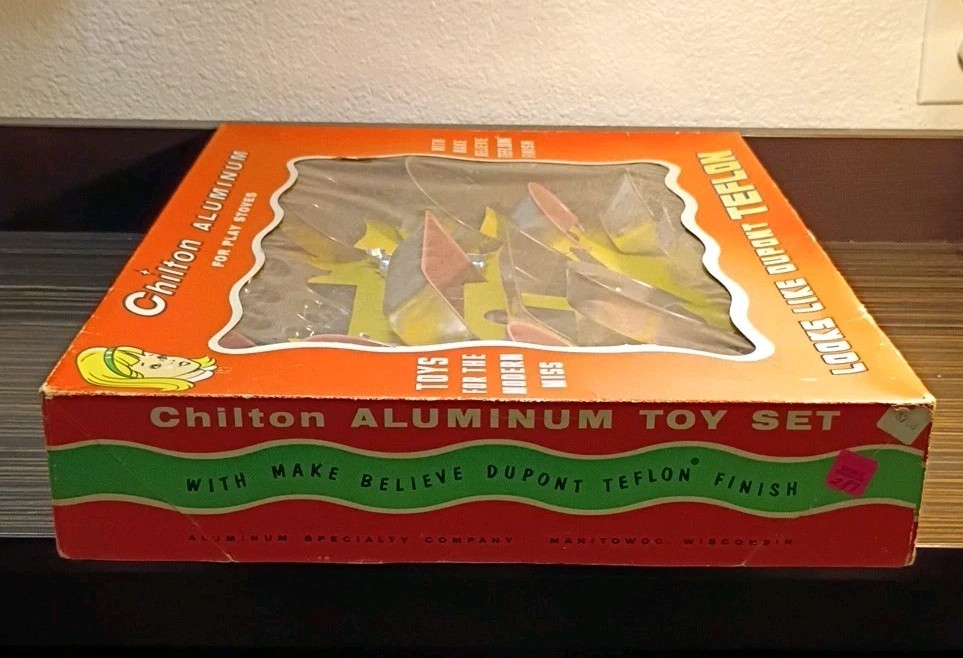 WITH
MAKE
BELIEVE
TEFLON
FINISH
Chilton ALUMINUM
FOR PLAY STOVES
LOOKS LIKE DUPONT TEFLON
TOYS
FOR THE
MODERN
MISS
Chilton ALUMINUM TOY SET
WITH MAKE BELIEVE DUPONT TEFLON® FINISH
ALUMINUM SPECIALTY COMPANY MANITOWOC, WISCONSIN